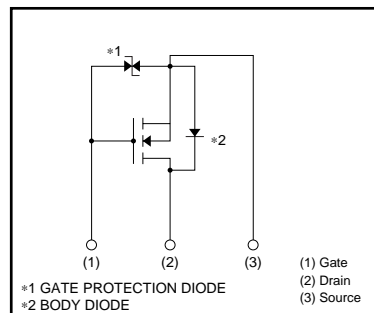 *1
*2
(1) (2) (3)
*1 GATE PROTECTION DIODE
*2 BODY DIODE
(1) Gate
(2) Drain
(3) Source